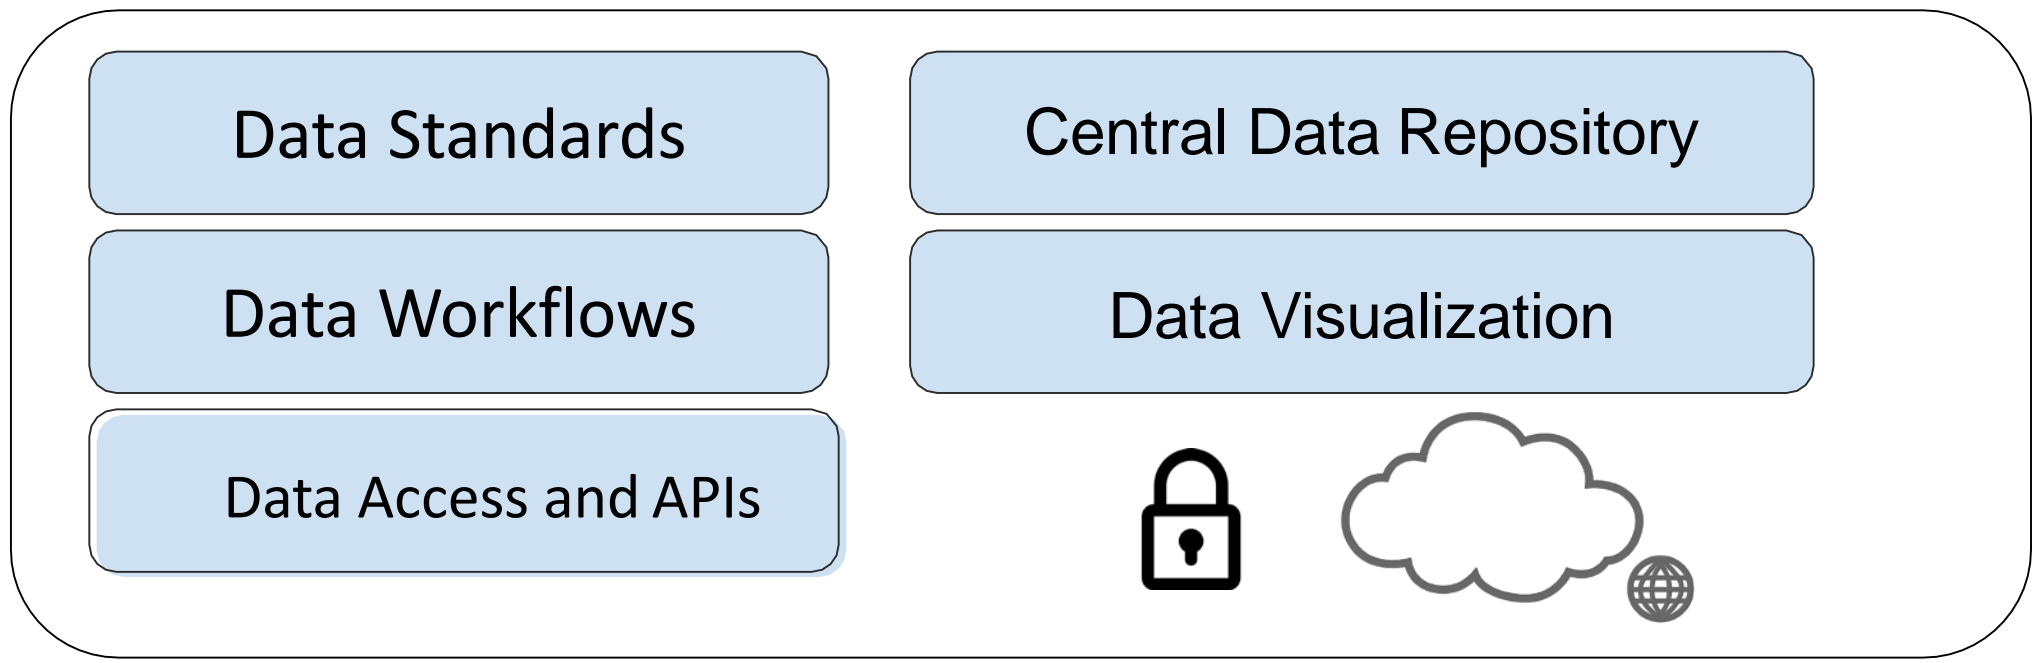 Data Standards
Central Data Repository
Data Workflows
Data Visualization
Data Access and APIs